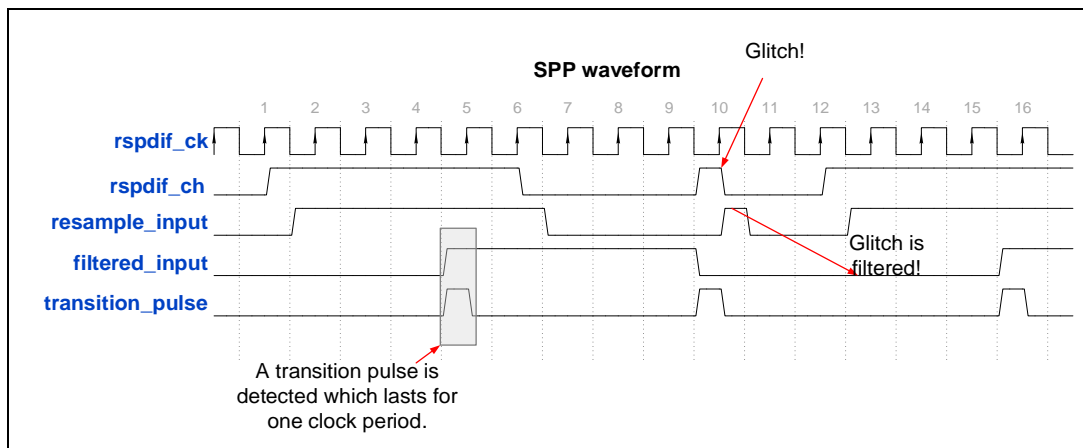 Glitch!
SPP waveform
1 2 3 4 5 6 7 8 9 10 11 12 13 14 15 16
rspdif_ck
rspdif_ch
resample_input
filtered_input
transition_pulse
Glitch is
filtered!
A transition pulse is
detected which lasts for
one clock period.